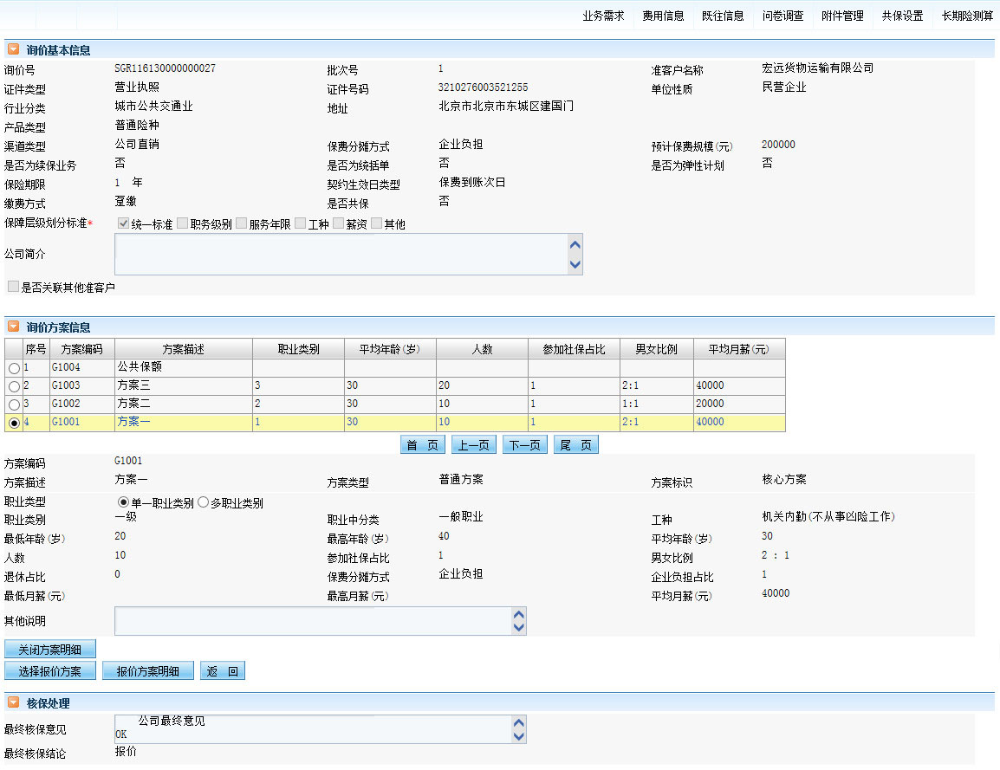 业务需求 费用信息 既往信息 问卷调查 附件管理 共保设置 长期险测算
询价基本信息
询价号 SGR116130000000027 批次号 1 准客户名称 宏远货物运输有限公司
证件类型 营业执照 证件号码 3210276003521255 单位性质 民营企业
行业分类 城市公共交通业 地址 北京市北京市东城区建国门
产品类型 普通险种
渠道类型 公司直销 保费分摊方式 企业负担 预计保费规模(元) 200000
是否为续保业务 否 是否为统括单 否 是否为弹性计划 否
保险期限 1 年 契约生效日类型 保费到账次日
缴费方式 趸缴 是否共保 否
保障层级划分标准* 统一标准 职务级别 服务年限 工种 薪资 其他
公司简介
是否关联其他准客户
询价方案信息
序号 方案编码 方案描述 职业类别 平均年龄(岁) 人数 参加社保占比 男女比例 平均月薪(元)
1 G1004 公共保额
2 G1003 方案三 3 30 20 1 2:1 40000
3 G1002 方案二 2 30 10 1 1:1 20000
4 G1001 方案一 1 30 10 1 2:1 40000
首 页 上一页 下一页 尾 页
方案编码 G1001
方案描述 方案一 方案类型 普通方案 方案标识 核心方案
职业类型 单一职业类别 多职业类别
职业类别 一级 职业中分类 一般职业 工种 机关内勤(不从事凶险工作)
最低年龄(岁) 20 最高年龄(岁) 40 平均年龄(岁) 30
人数 10 参加社保占比 1 男女比例 2 : 1
退休占比 0 保费分摊方式 企业负担 企业负担占比 1
最低月薪(元) 最高月薪(元) 平均月薪(元) 40000
其他说明
关闭方案明细
选择报价方案 报价方案明细 返 回
核保处理
最终核保意见 公司最终意见
OK
最终核保结论 报价